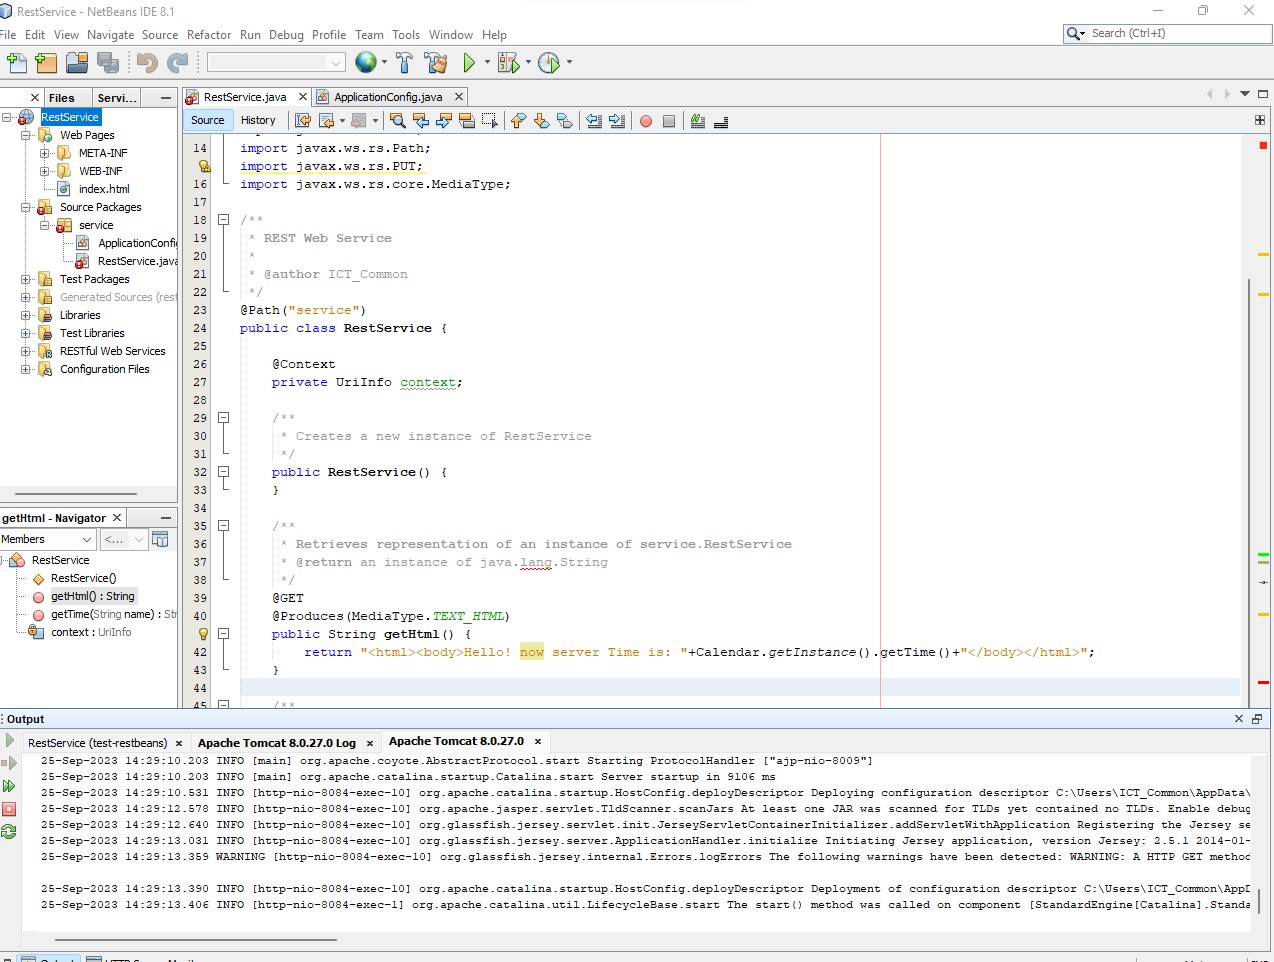 RestService - NetBeans IDE 8.1
File Edit View Navigate Source Refactor Run Debug Profile Team Tools Window Help
Search (Ctrl+I)
Files Servi...
RestService
Web Pages
META-INF
WEB-INF
index.html
Source Packages
service
ApplicationConfi
RestService.java
Test Packages
Generated Sources (rest
Libraries
Test Libraries
RESTful Web Services
Configuration Files
getHtml - Navigator
Members <...
RestService
RestService()
getHtml() : String
getTime(String name) : Str
context : UriInfo
RestService.java ApplicationConfig.java
Source History
14 import javax.ws.rs.Path;
import javax.ws.rs.PUT;
16 import javax.ws.rs.core.MediaType;
17
18 /**
19 * REST Web Service
20 *
21 * @author ICT_Common
22 */
23 @Path("service")
24 public class RestService {
25
26 @Context
27 private UriInfo context;
28
29 /**
30 * Creates a new instance of RestService
31 */
32 public RestService() {
33 }
34
35 /**
36 * Retrieves representation of an instance of service.RestService
37 * @return an instance of java.lang.String
38 */
39 @GET
40 @Produces(MediaType.TEXT_HTML)
public String getHtml() {
42 return "<html><body>Hello! now server Time is: "+Calendar.getInstance().getTime()+"</body></html>";
43 }
44
45 /**
Output
RestService (test-restbeans) Apache Tomcat 8.0.27.0 Log Apache Tomcat 8.0.27.0
25-Sep-2023 14:29:10.203 INFO [main] org.apache.coyote.AbstractProtocol.start Starting ProtocolHandler ["ajp-nio-8009"]
25-Sep-2023 14:29:10.203 INFO [main] org.apache.catalina.startup.Catalina.start Server startup in 9106 ms
25-Sep-2023 14:29:10.531 INFO [http-nio-8084-exec-10] org.apache.catalina.startup.HostConfig.deployDescriptor Deploying configuration descriptor C:\Users\ICT_Common\AppData\
25-Sep-2023 14:29:12.578 INFO [http-nio-8084-exec-10] org.apache.jasper.servlet.TldScanner.scanJars At least one JAR was scanned for TLDs yet contained no TLDs. Enable debug
25-Sep-2023 14:29:12.640 INFO [http-nio-8084-exec-10] org.glassfish.jersey.servlet.init.JerseyServletContainerInitializer.addServletWithApplication Registering the Jersey se
25-Sep-2023 14:29:13.031 INFO [http-nio-8084-exec-10] org.glassfish.jersey.server.ApplicationHandler.initialize Initiating Jersey application, version Jersey: 2.5.1 2014-01-
25-Sep-2023 14:29:13.359 WARNING [http-nio-8084-exec-10] org.glassfish.jersey.internal.Errors.logErrors The following warnings have been detected: WARNING: A HTTP GET method
25-Sep-2023 14:29:13.390 INFO [http-nio-8084-exec-10] org.apache.catalina.startup.HostConfig.deployDescriptor Deployment of configuration descriptor C:\Users\ICT_Common\AppD
25-Sep-2023 14:29:13.406 INFO [http-nio-8084-exec-1] org.apache.catalina.util.LifecycleBase.start The start() method was called on component [StandardEngine[Catalina].Standa